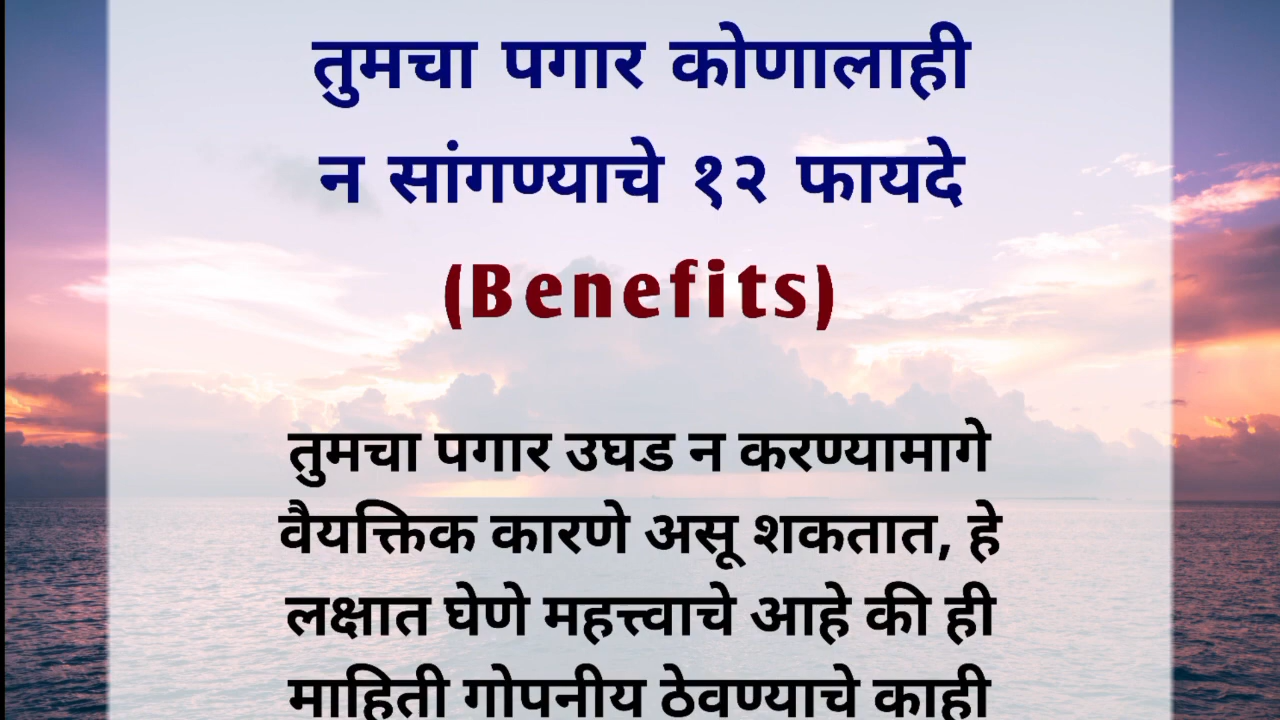 तुमचा पगार कोणालाही
न सांगण्याचे १२ फायदे
(Benefits)
तुमचा पगार उघड न करण्यामागे
वैयक्तिक कारणे असू शकतात, हे
लक्षात घेणे महत्त्वाचे आहे की ही
माहिती गोपनीय ठेवण्याचे काही